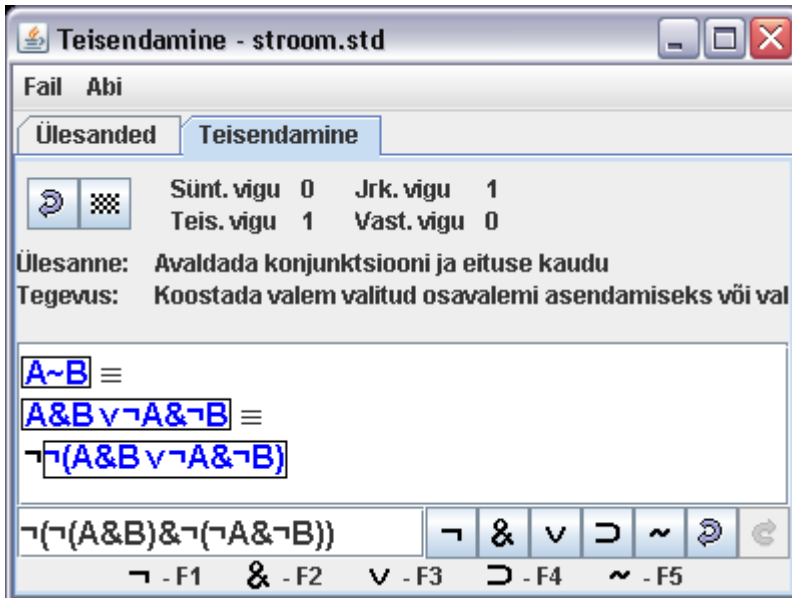 Teisendamine - stroom.std
Fail Abi
Ülesanded Teisendamine
Sünt. vigu 0 Jrk. vigu 1
Teis. vigu 1 Vast. vigu 0
Ülesanne: Avaldada konjunktsiooni ja eituse kaudu
Tegevus: Koostada valem valitud osavalemi asendamiseks või val
A~B ≡
A&B∨¬A&¬B ≡
¬¬(A&B∨¬A&¬B)
¬(¬(A&B)&¬(¬A&¬B)) ¬ & ∨ ⊃ ~
¬ - F1 & - F2 ∨ - F3 ⊃ - F4 ~ - F5